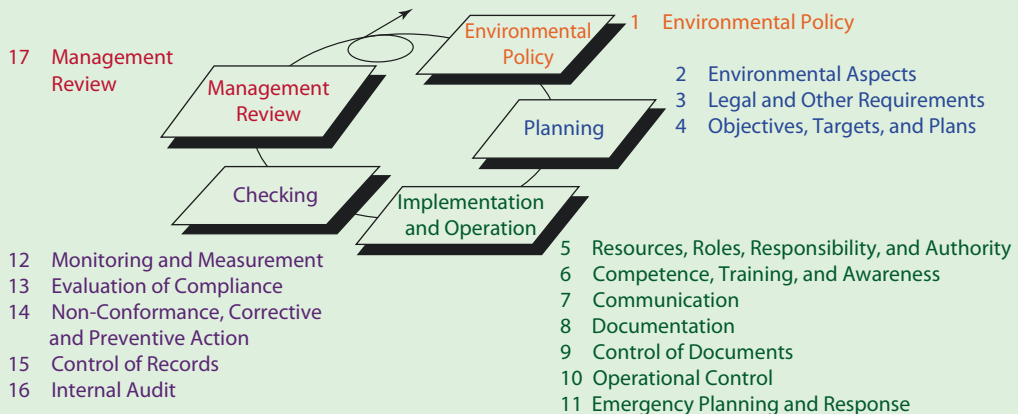 Environmental
Policy
Planning
Implementation
and Operation
Checking
Management
Review
1 Environmental Policy
2 Environmental Aspects
3 Legal and Other Requirements
4 Objectives, Targets, and Plans
5 Resources, Roles, Responsibility, and Authority
6 Competence, Training, and Awareness
7 Communication
8 Documentation
9 Control of Documents
10 Operational Control
11 Emergency Planning and Response
12 Monitoring and Measurement
13 Evaluation of Compliance
14 Non-Conformance, Corrective
and Preventive Action
15 Control of Records
16 Internal Audit
17 Management
Review